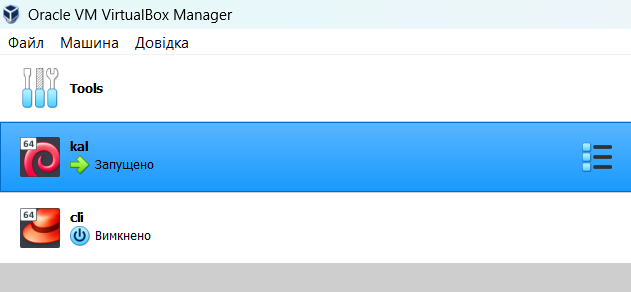 Oracle VM VirtualBox Manager
Файл Машина Довідка
Tools
64
kal
Запущено
64
cli
Вимкнено